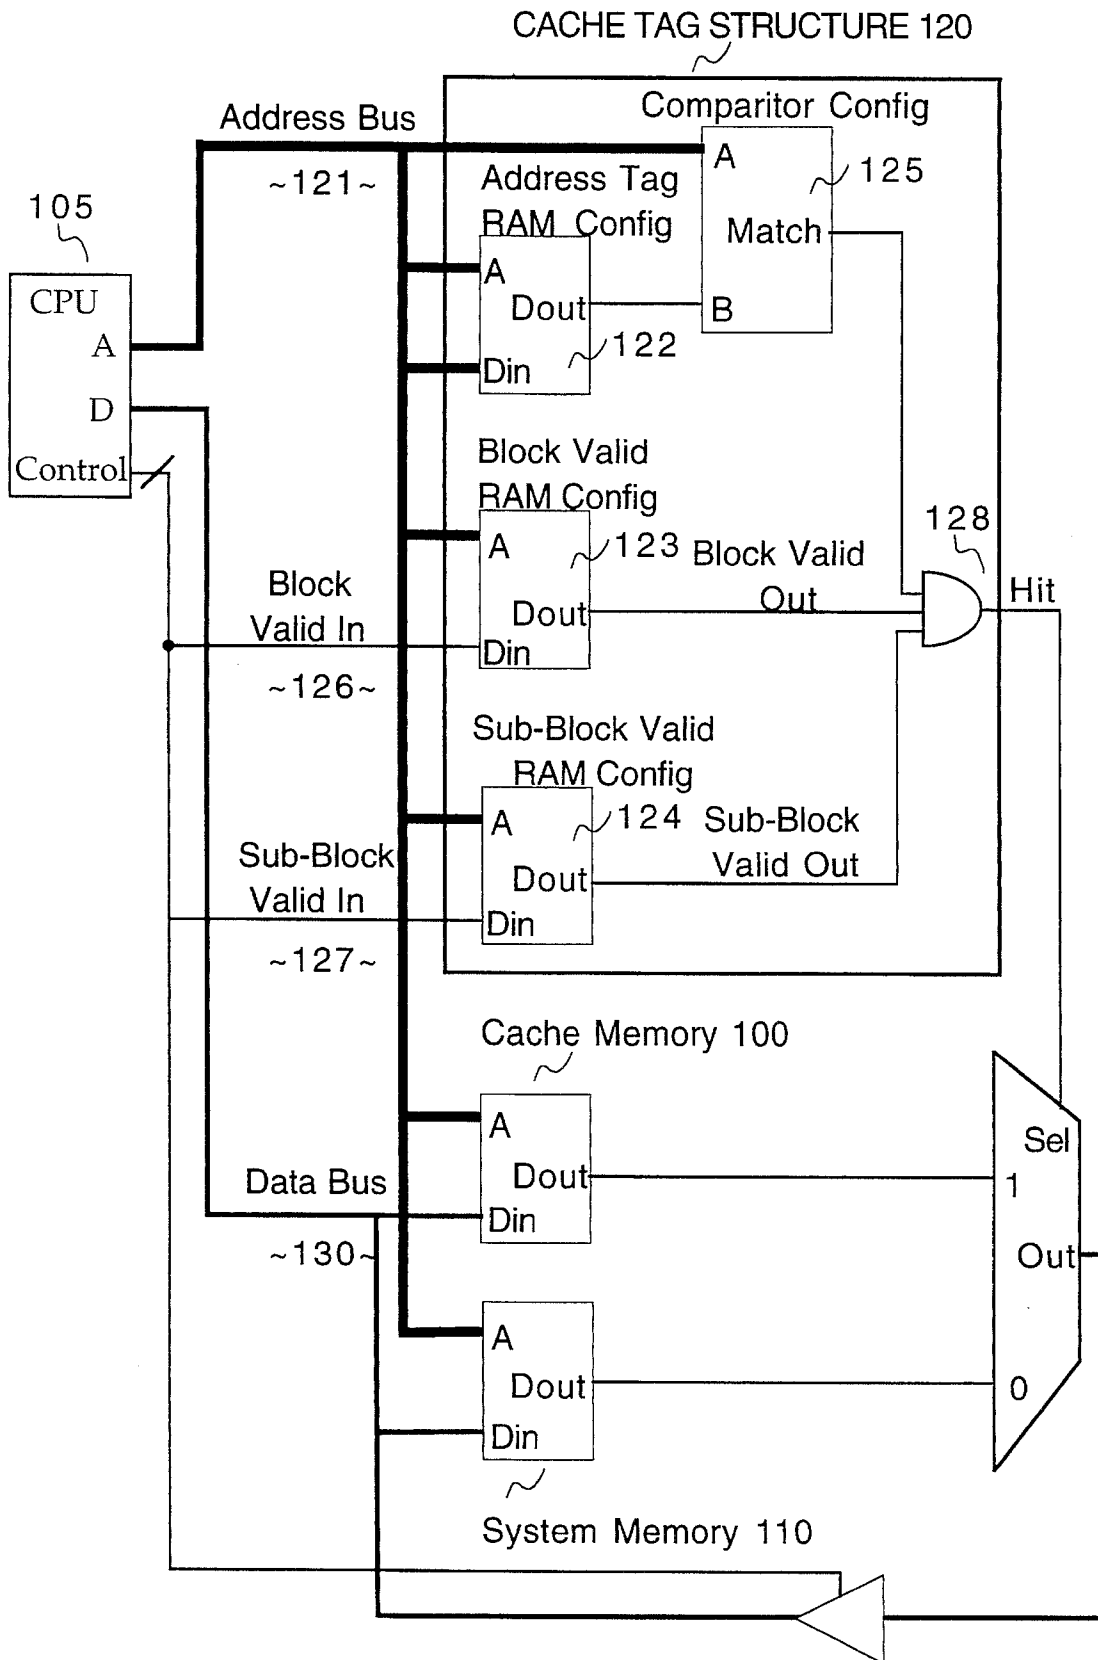 CACHE TAG STRUCTURE 120
Comparitor Config
Address Bus
~121~
A
125
Match
B
Address Tag
RAM Config
A
Dout
122
Din
105
CPU
A
D
Control
Block Valid
RAM Config
A
123
Dout
Din
Block Valid
Out
128
Hit
Block
Valid In
~126~
Sub-Block Valid
RAM Config
A
124
Dout
Din
Sub-Block
Valid Out
Sub-Block
Valid In
~127~
Cache Memory 100
A
Dout
Din
Sel
1
Out
0
Data Bus
~130~
A
Dout
Din
System Memory 110